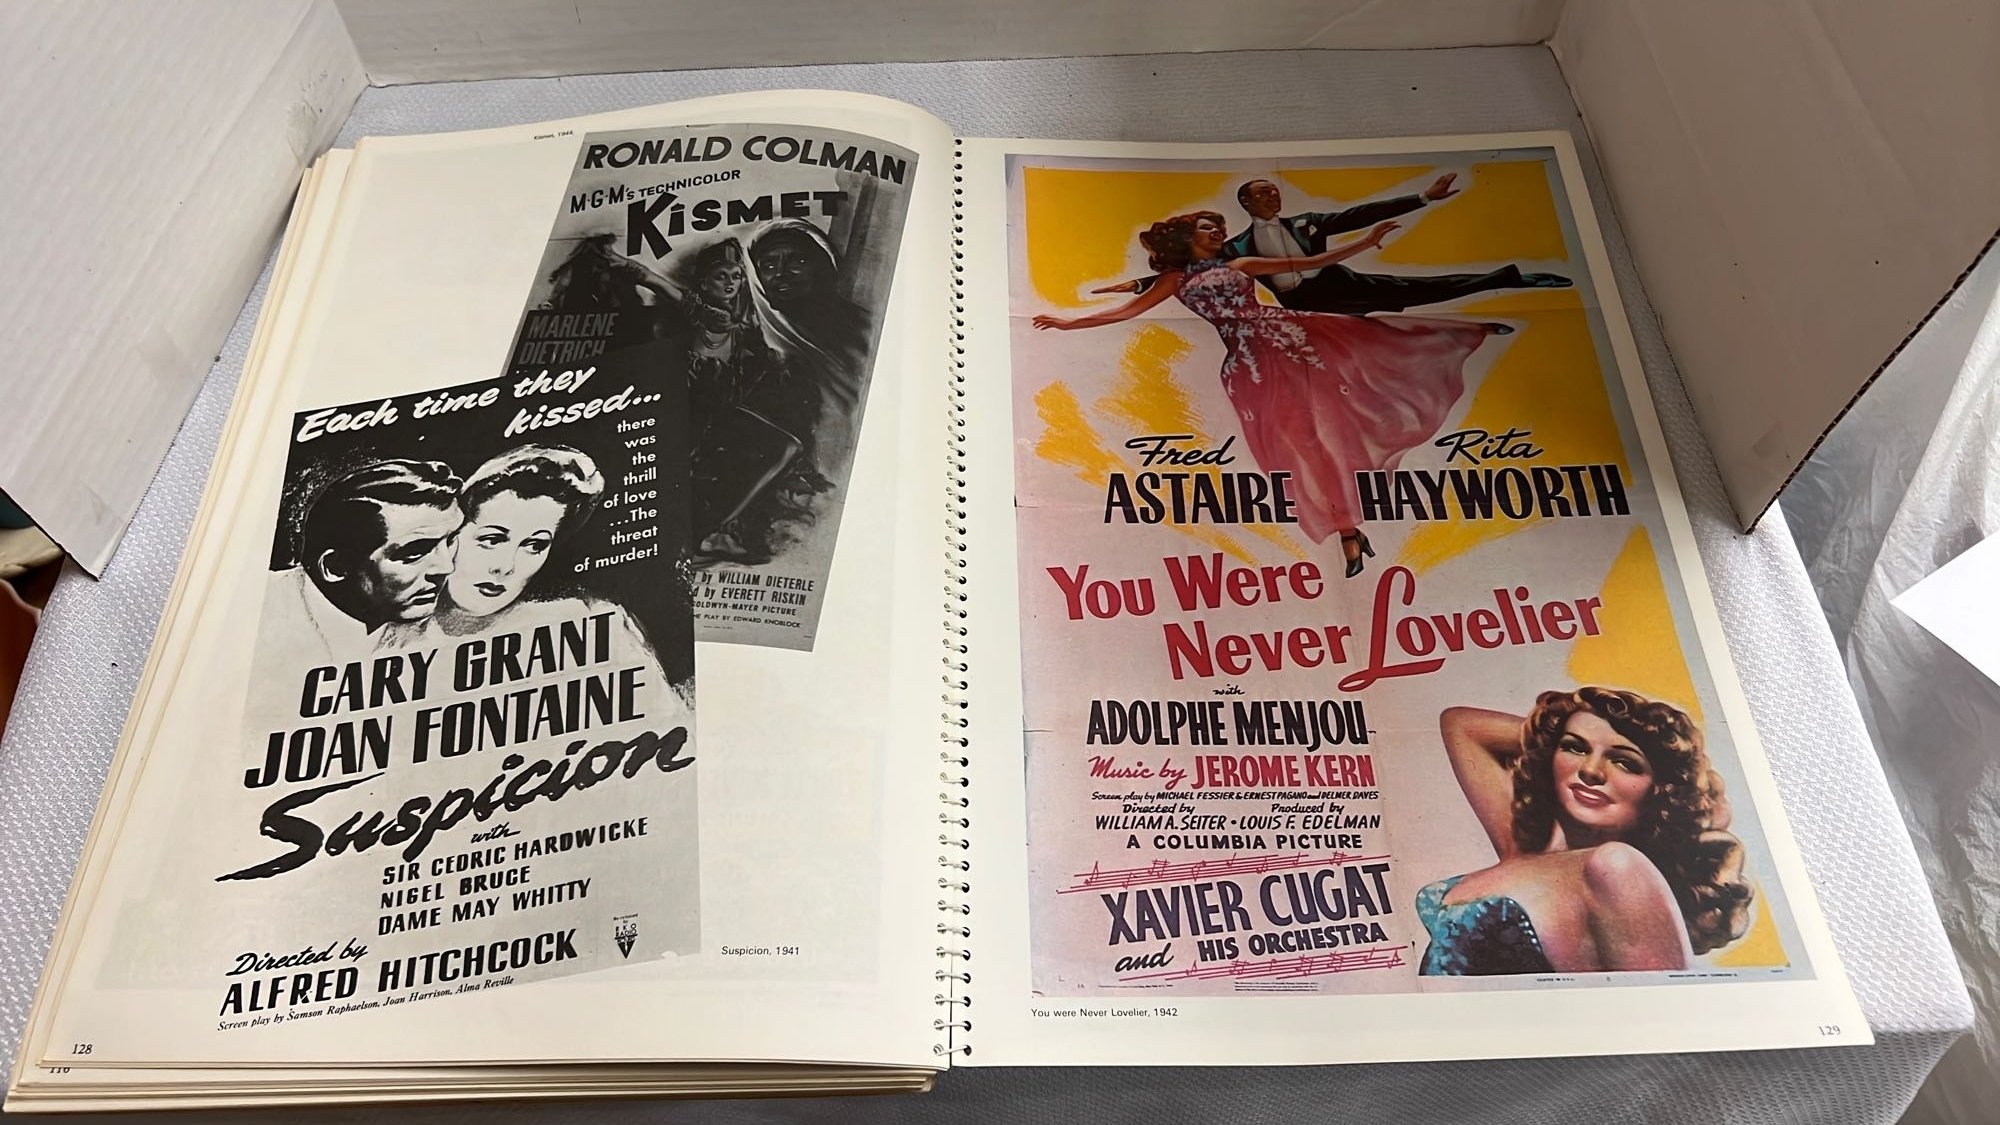 Kismet, 1944.
RONALD COLMAN
M-G-M's TECHNICOLOR
KISMET
MARLENE
DIETRICH
by WILLIAM DIETERLE
by EVERETT RISKIN
GOLDWYN-MAYER PICTURE
PLAY BY EDWARD KNOBLOCK
Each time they
kissed...
there
was
the
thrill
of love
...The
threat
of murder!
CARY GRANT
JOAN FONTAINE
Suspicion
with
SIR CEDRIC HARDWICKE
NIGEL BRUCE
DAME MAY WHITTY
Directed by
ALFRED HITCHCOCK
Screen play by Samson Raphaelson, Joan Harrison, Alma Reville
RKO
RADIO
Suspicion, 1941
128
116
Fred Rita
ASTAIRE HAYWORTH
You Were
Never Lovelier
with
ADOLPHE MENJOU
Music by JEROME KERN
Screen play by MICHAEL FESSIER & ERNEST PAGANO and DELMER DAVES
Directed by Produced by
WILLIAM A. SEITER • LOUIS F. EDELMAN
A COLUMBIA PICTURE
XAVIER CUGAT
and HIS ORCHESTRA
You were Never Lovelier, 1942
129